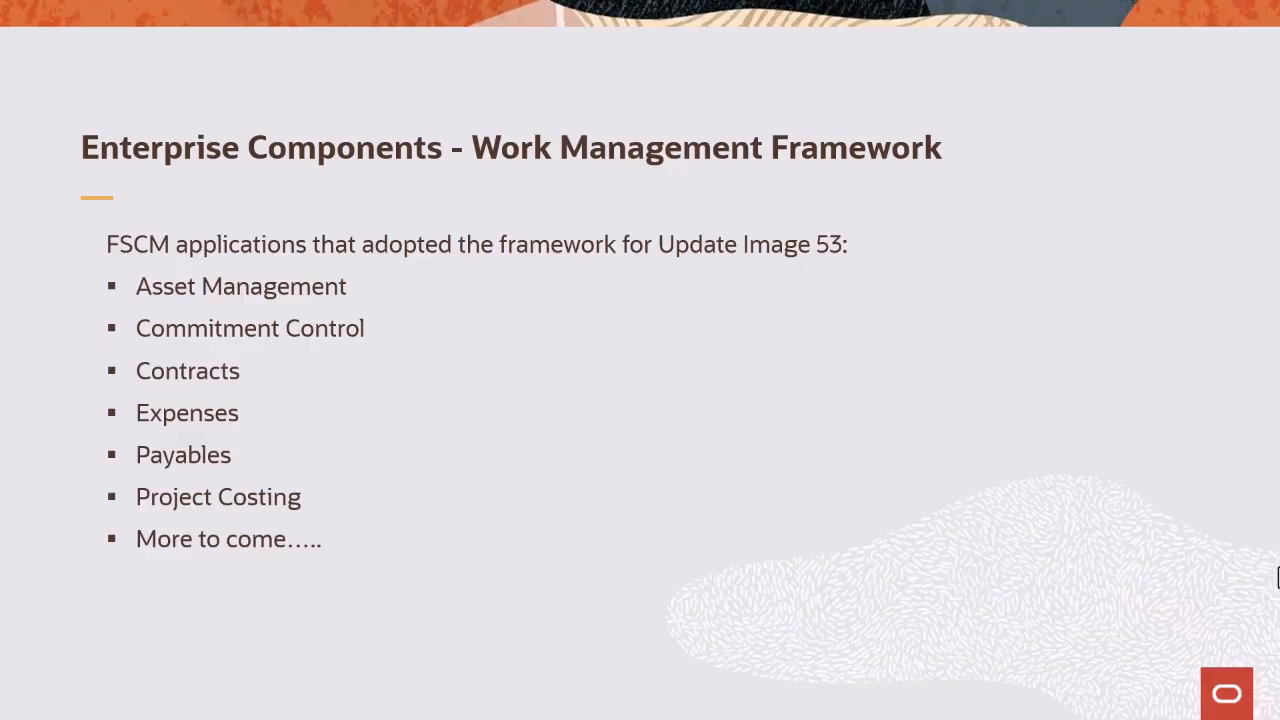 Enterprise Components - Work Management Framework
FSCM applications that adopted the framework for Update Image 53:
▪ Asset Management
▪ Commitment Control
▪ Contracts
▪ Expenses
▪ Payables
▪ Project Costing
▪ More to come…..